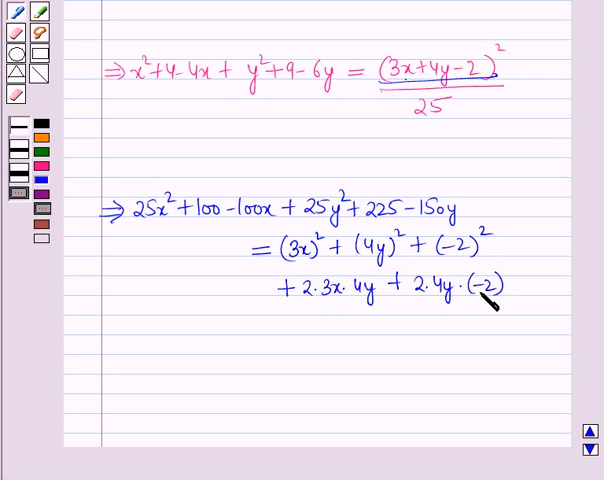 ⇒ x² + 4 - 4x + y² + 9 - 6y = (3x + 4y - 2)² / 25
⇒ 25x² + 100 - 100x + 25y² + 225 - 150y
= (3x)² + (4y)² + (-2)²
+ 2·3x·4y + 2·4y·(-2)